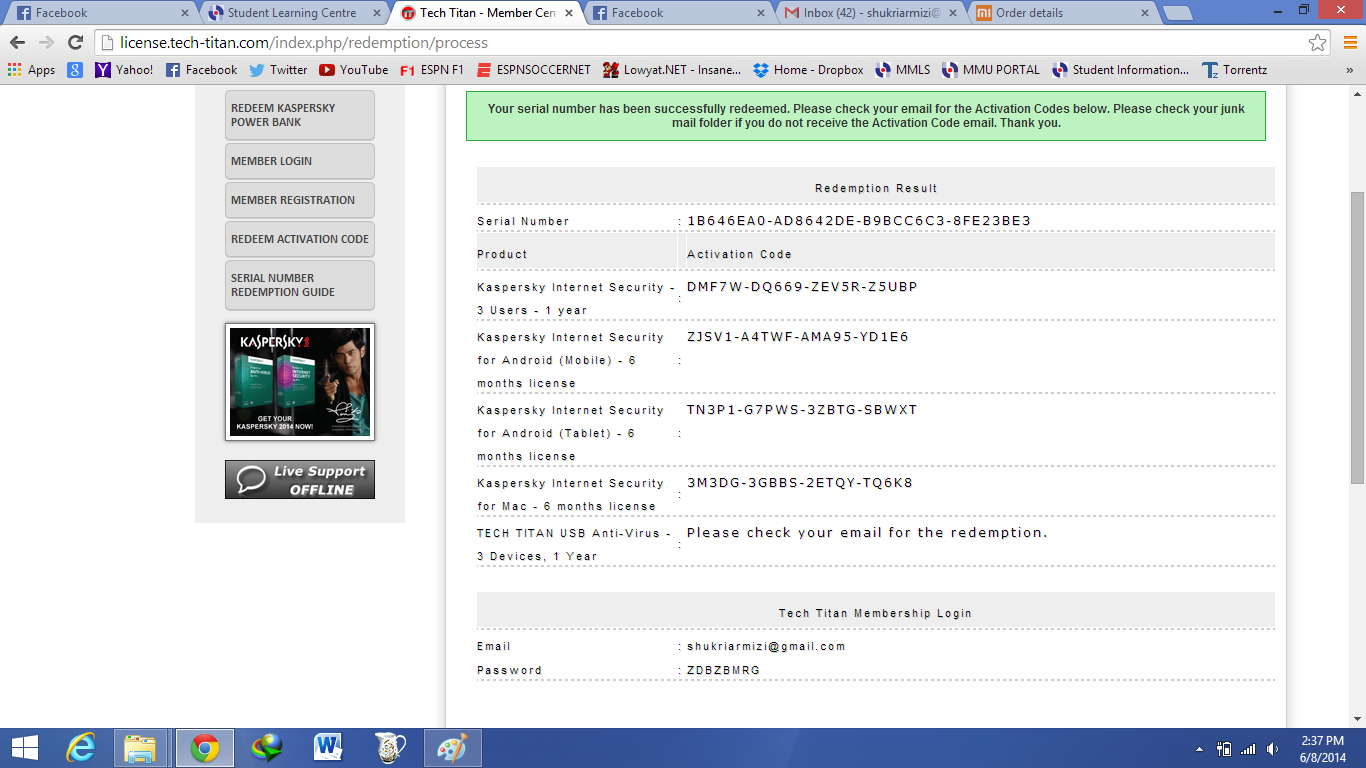 Facebook
Student Learning Centre
Tech Titan - Member Cen
Facebook
Inbox (42) - shukriarmizi@
Order details
license.tech-titan.com/index.php/redemption/process
Apps
Yahoo!
Facebook
Twitter
YouTube
F1 ESPN F1
ESPNSOCCERNET
Lowyat.NET - Insane...
Home - Dropbox
MMLS
MMU PORTAL
Student Information...
Torrentz
»
REDEEM KASPERSKY
POWER BANK
MEMBER LOGIN
MEMBER REGISTRATION
REDEEM ACTIVATION CODE
SERIAL NUMBER
REDEMPTION GUIDE
KASPERSKY
GET YOUR
KASPERSKY 2014 NOW!
Live Support
OFFLINE
Your serial number has been successfully redeemed. Please check your email for the Activation Codes below. Please check your junk
mail folder if you do not receive the Activation Code email. Thank you.
Redemption Result
Serial Number : 1B646EA0-AD8642DE-B9BCC6C3-8FE23BE3
Product Activation Code
Kaspersky Internet Security - : DMF7W-DQ669-ZEV5R-Z5UBP
3 Users - 1 year
Kaspersky Internet Security ZJSV1-A4TWF-AMA95-YD1E6
for Android (Mobile) - 6 :
months license
Kaspersky Internet Security TN3P1-G7PWS-3ZBTG-SBWXT
for Android (Tablet) - 6 :
months license
Kaspersky Internet Security : 3M3DG-3GBBS-2ETQY-TQ6K8
for Mac - 6 months license
TECH TITAN USB Anti-Virus - : Please check your email for the redemption.
3 Devices, 1 Year
Tech Titan Membership Login
Email : shukriarmizi@gmail.com
Password : ZDBZBMRG
2:37 PM
6/8/2014